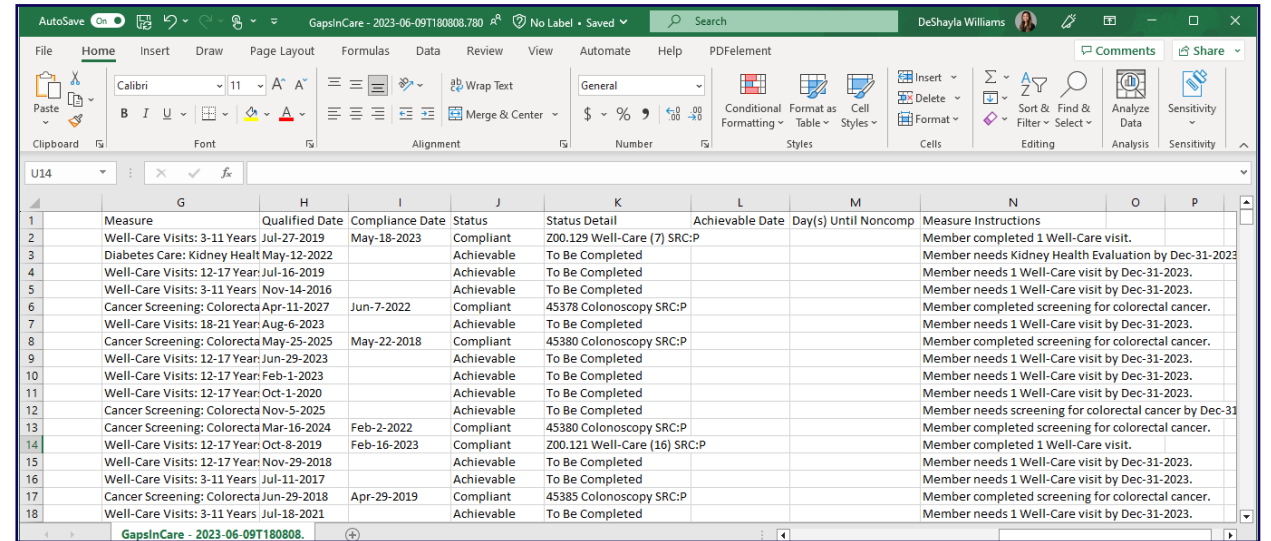 AutoSave On GapsInCare - 2023-06-09T180808.780 No Label • Saved Search DeShayla Williams
File Home Insert Draw Page Layout Formulas Data Review View Automate Help PDFelement Comments Share
Paste Calibri 11 A^ A˅ ab Wrap Text General Conditional Formatting Format as Table Cell Styles Insert Delete Format Sort & Filter Find & Select Analyze Data Sensitivity
B I U A Merge & Center $ % 9 .00
Clipboard Font Alignment Number Styles Cells Editing Analysis Sensitivity
U14 fx
G H I J K L M N O P
1 Measure Qualified Date Compliance Date Status Status Detail Achievable Date Day(s) Until Noncomp Measure Instructions
2 Well-Care Visits: 3-11 Years Jul-27-2019 May-18-2023 Compliant Z00.129 Well-Care (7) SRC:P Member completed 1 Well-Care visit.
3 Diabetes Care: Kidney Healt May-12-2022 Achievable To Be Completed Member needs Kidney Health Evaluation by Dec-31-2023
4 Well-Care Visits: 12-17 Year Jul-16-2019 Achievable To Be Completed Member needs 1 Well-Care visit by Dec-31-2023.
5 Well-Care Visits: 3-11 Years Nov-14-2016 Achievable To Be Completed Member needs 1 Well-Care visit by Dec-31-2023.
6 Cancer Screening: Colorecta Apr-11-2027 Jun-7-2022 Compliant 45378 Colonoscopy SRC:P Member completed screening for colorectal cancer.
7 Well-Care Visits: 18-21 Year Aug-6-2023 Achievable To Be Completed Member needs 1 Well-Care visit by Dec-31-2023.
8 Cancer Screening: Colorecta May-25-2025 May-22-2018 Compliant 45380 Colonoscopy SRC:P Member completed screening for colorectal cancer.
9 Well-Care Visits: 12-17 Year Jun-29-2023 Achievable To Be Completed Member needs 1 Well-Care visit by Dec-31-2023.
10 Well-Care Visits: 12-17 Year Feb-1-2023 Achievable To Be Completed Member needs 1 Well-Care visit by Dec-31-2023.
11 Well-Care Visits: 12-17 Year Oct-1-2020 Achievable To Be Completed Member needs 1 Well-Care visit by Dec-31-2023.
12 Cancer Screening: Colorecta Nov-5-2025 Achievable To Be Completed Member needs screening for colorectal cancer by Dec-31
13 Cancer Screening: Colorecta Mar-16-2024 Feb-2-2022 Compliant 45380 Colonoscopy SRC:P Member completed screening for colorectal cancer.
14 Well-Care Visits: 12-17 Year Oct-8-2019 Feb-16-2023 Compliant Z00.121 Well-Care (16) SRC:P Member completed 1 Well-Care visit.
15 Well-Care Visits: 12-17 Year Nov-29-2018 Achievable To Be Completed Member needs 1 Well-Care visit by Dec-31-2023.
16 Well-Care Visits: 3-11 Years Jul-11-2017 Achievable To Be Completed Member needs 1 Well-Care visit by Dec-31-2023.
17 Cancer Screening: Colorecta Jun-29-2018 Apr-29-2019 Compliant 45385 Colonoscopy SRC:P Member completed screening for colorectal cancer.
18 Well-Care Visits: 3-11 Years Jul-18-2021 Achievable To Be Completed Member needs 1 Well-Care visit by Dec-31-2023.
GapsInCare - 2023-06-09T180808.